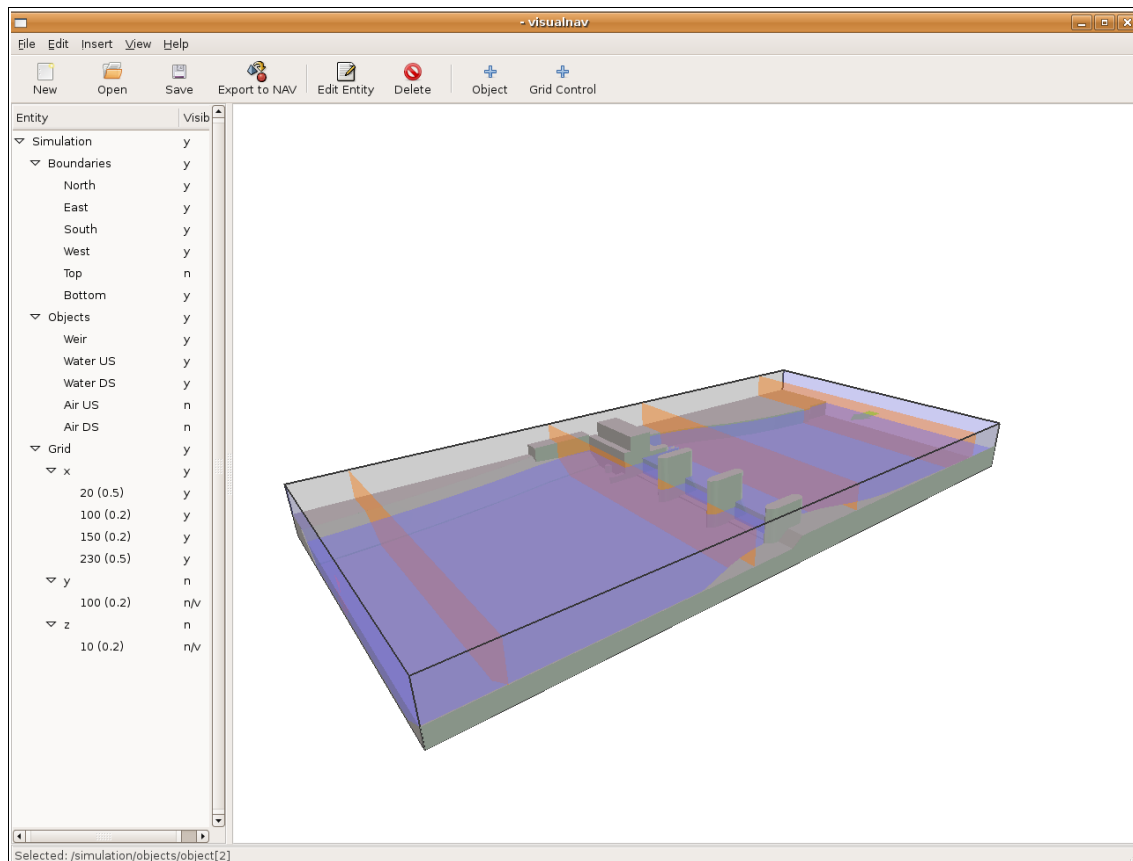 - visualnav
File Edit Insert View Help
New Open Save Export to NAV Edit Entity Delete Object Grid Control
Entity Visib
Simulation y
Boundaries y
North y
East y
South y
West y
Top n
Bottom y
Objects y
Weir y
Water US y
Water DS y
Air US n
Air DS n
Grid y
x y
20 (0.5) y
100 (0.2) y
150 (0.2) y
230 (0.5) y
y n
100 (0.2) n/v
z n
10 (0.2) n/v
Selected: /simulation/objects/object[2]